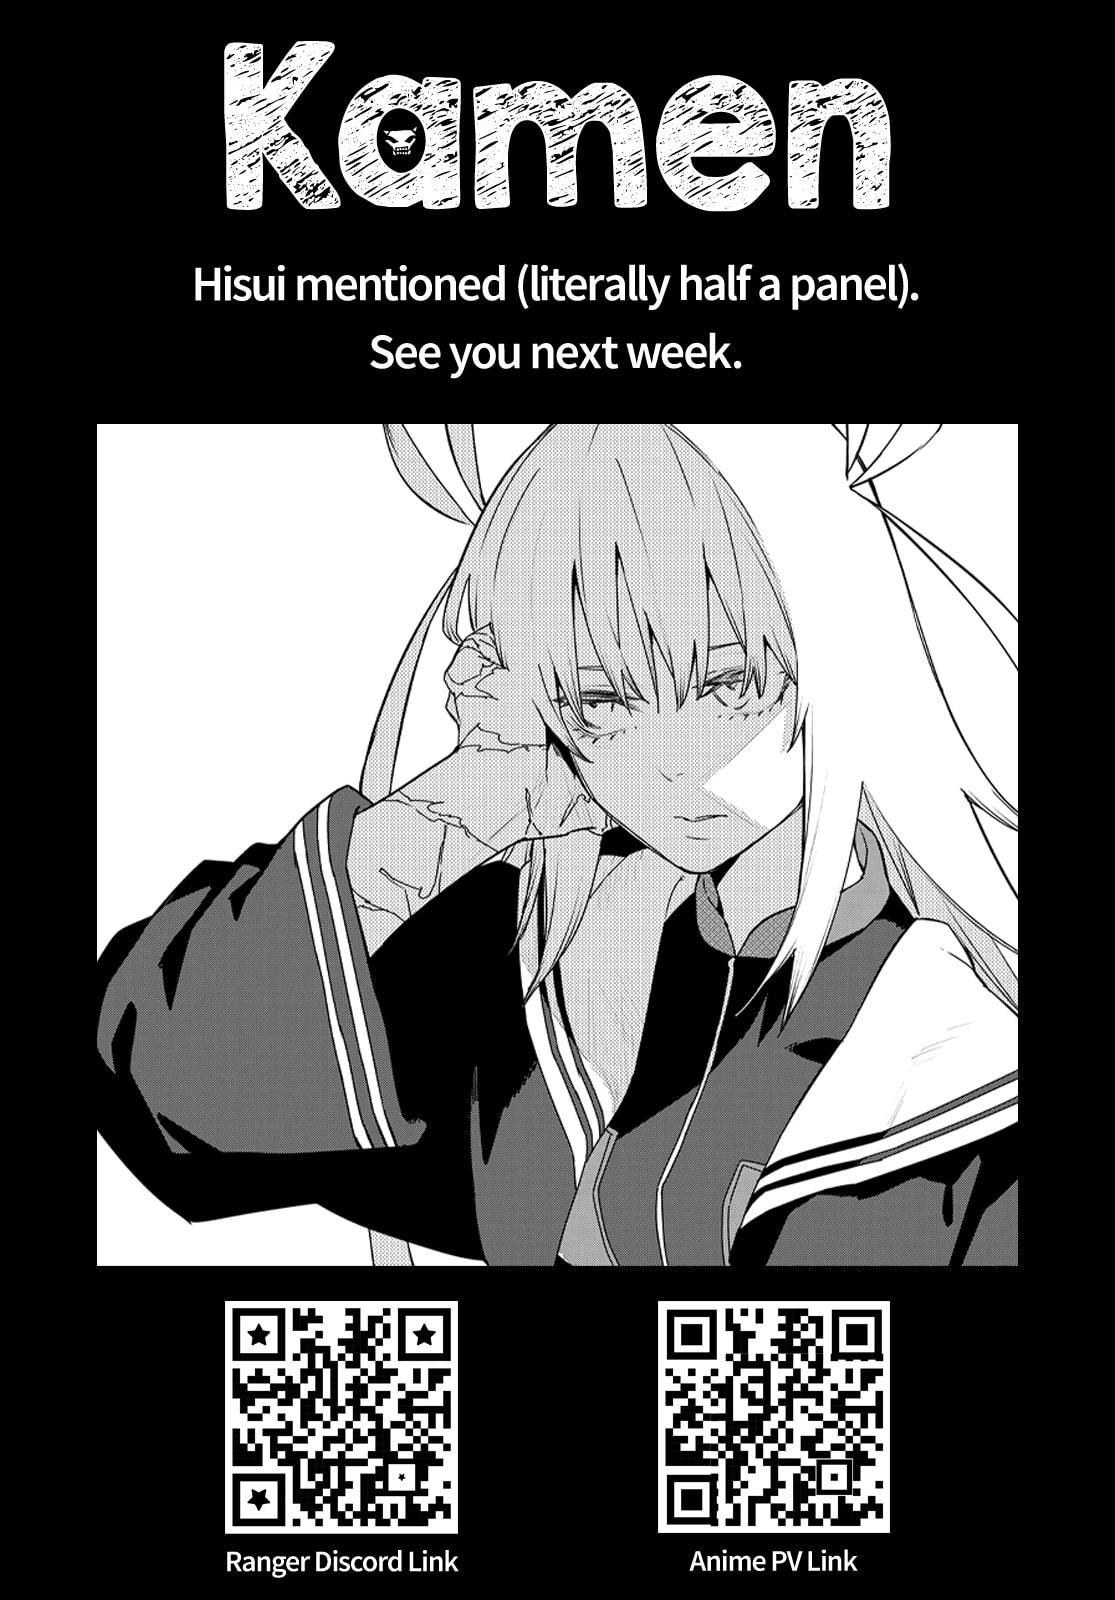 Kamen
Hisui mentioned (literally half a panel).
See you next week.
Ranger Discord Link
Anime PV Link